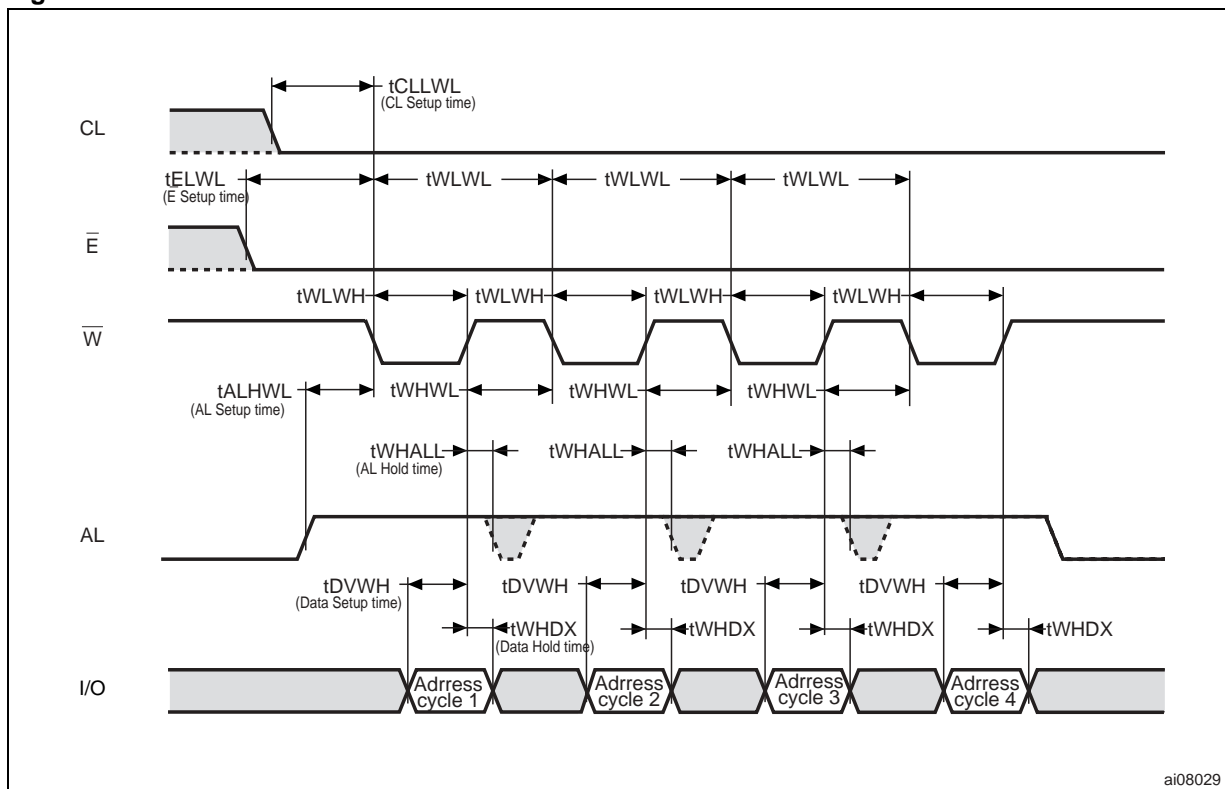 tCLLWL
(CL Setup time)
CL
tELWL
(E Setup time)
tWLWL
tWLWL
tWLWL
E
tWLWH
tWLWH
tWLWH
tWLWH
W
tALHWL
(AL Setup time)
tWHWL
tWHWL
tWHWL
tWHALL
(AL Hold time)
tWHALL
tWHALL
AL
tDVWH
(Data Setup time)
tDVWH
tDVWH
tDVWH
tWHDX
(Data Hold time)
tWHDX
tWHDX
tWHDX
I/O
Adrress
cycle 1
Adrress
cycle 2
Adrress
cycle 3
Adrress
cycle 4
ai08029